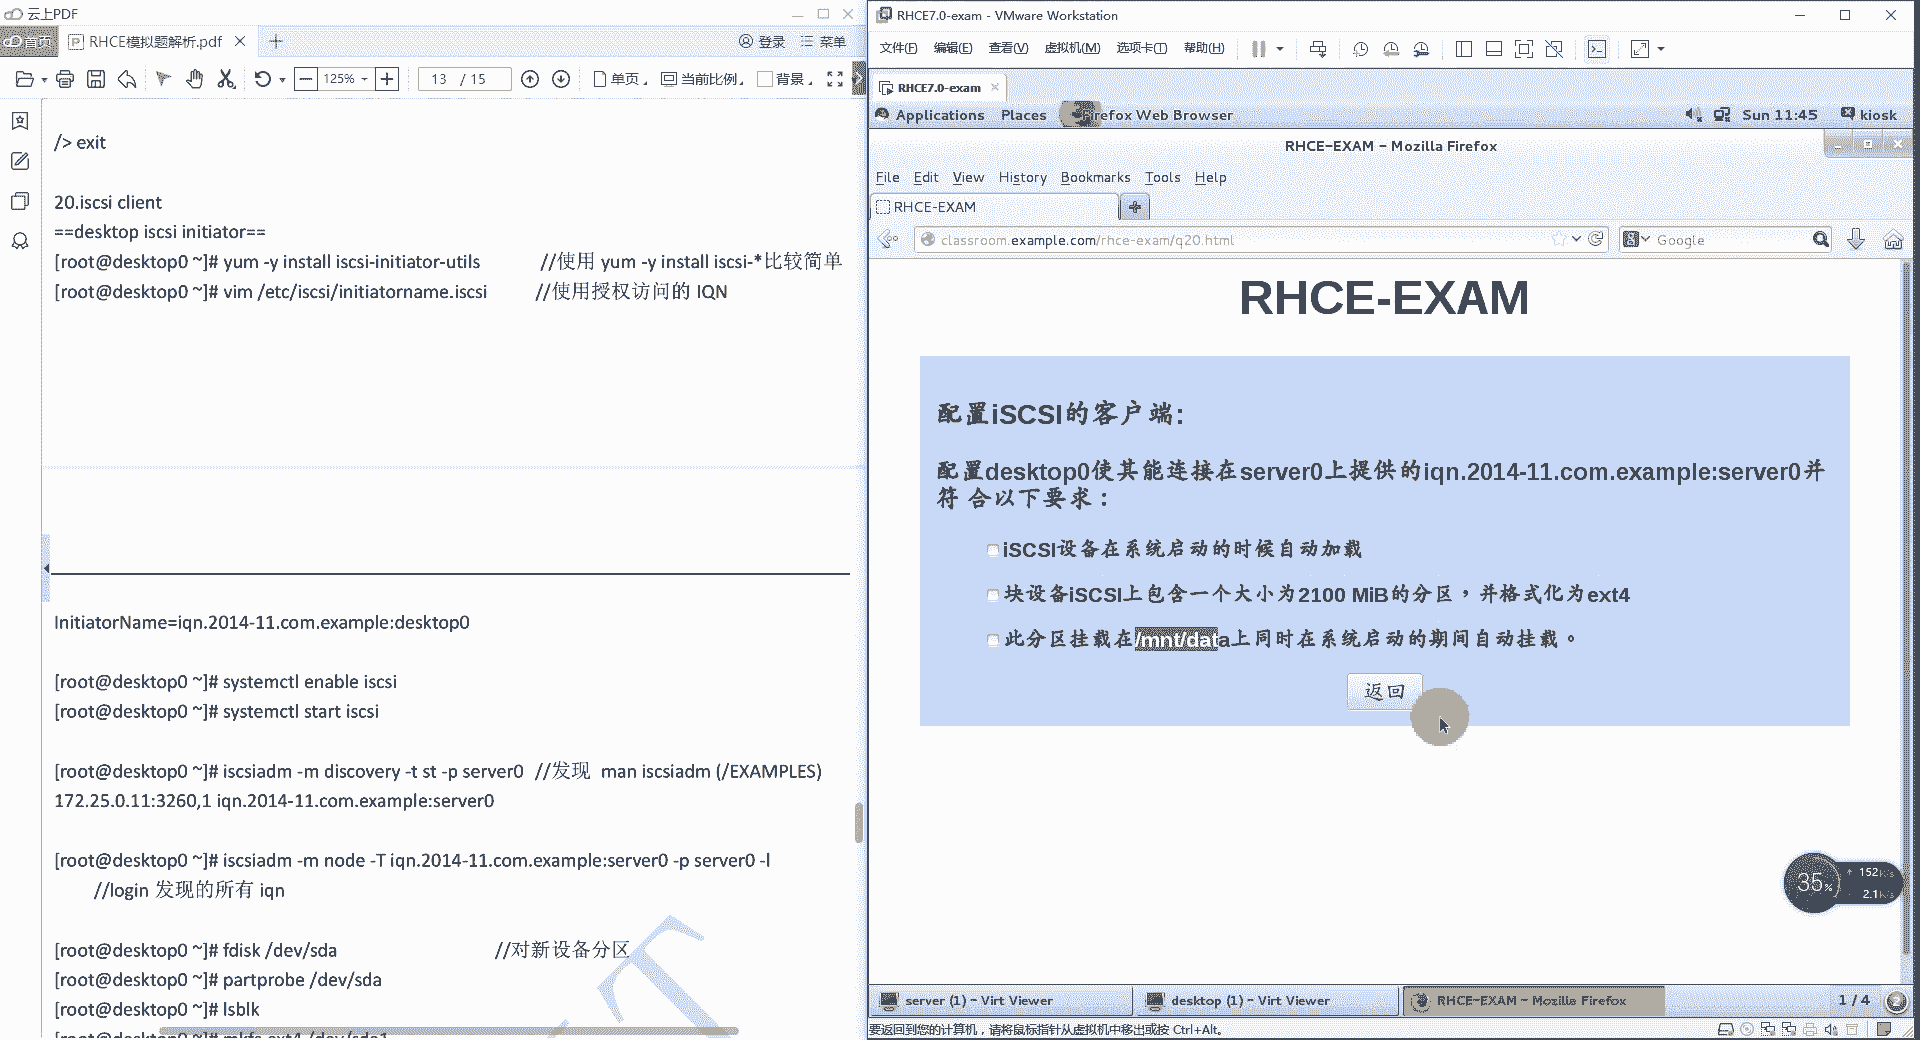 云上PDF
首页
RHCE模拟题解析.pdf
登录
菜单
125%
13 / 15
单页
当前比例
背景
/> exit
20.iscsi client
==desktop iscsi initiator==
[root@desktop0 ~]# yum -y install iscsi-initiator-utils //使用 yum -y install iscsi-*比较简单
[root@desktop0 ~]# vim /etc/iscsi/initiatorname.iscsi //使用授权访问的 IQN
InitiatorName=iqn.2014-11.com.example:desktop0
[root@desktop0 ~]# systemctl enable iscsi
[root@desktop0 ~]# systemctl start iscsi
[root@desktop0 ~]# iscsiadm -m discovery -t st -p server0 //发现 man iscsiadm (/EXAMPLES)
172.25.0.11:3260,1 iqn.2014-11.com.example:server0
[root@desktop0 ~]# iscsiadm -m node -T iqn.2014-11.com.example:server0 -p server0 -l
//login 发现的所有 iqn
[root@desktop0 ~]# fdisk /dev/sda //对新设备分区
[root@desktop0 ~]# partprobe /dev/sda
[root@desktop0 ~]# lsblk
[root@desktop0 ~]# mkfs.ext4 /dev/sda1
RHCE7.0-exam - VMware Workstation
文件(F) 编辑(E) 查看(V) 虚拟机(M) 选项卡(T) 帮助(H)
RHCE7.0-exam
Applications Places Firefox Web Browser
Sun 11:45
kiosk
RHCE-EXAM - Mozilla Firefox
File Edit View History Bookmarks Tools Help
RHCE-EXAM
classroom.example.com/rhce-exam/q20.html
Google
RHCE-EXAM
配置iSCSI的客户端:
配置desktop0使其能连接在server0上提供的iqn.2014-11.com.example:server0并
符 合以下要求：
iSCSI设备在系统启动的时候自动加载
块设备iSCSI上包含一个大小为2100 MiB的分区，并格式化为ext4
此分区挂载在/mnt/data上同时在系统启动的期间自动挂载。
返回
35%
152K/s
2.1K/s
server (1) - Virt Viewer
desktop (1) - Virt Viewer
RHCE-EXAM - Mozilla Firefox
1 / 4
要返回到您的计算机，请将鼠标指针从虚拟机中移出或按 Ctrl+Alt。